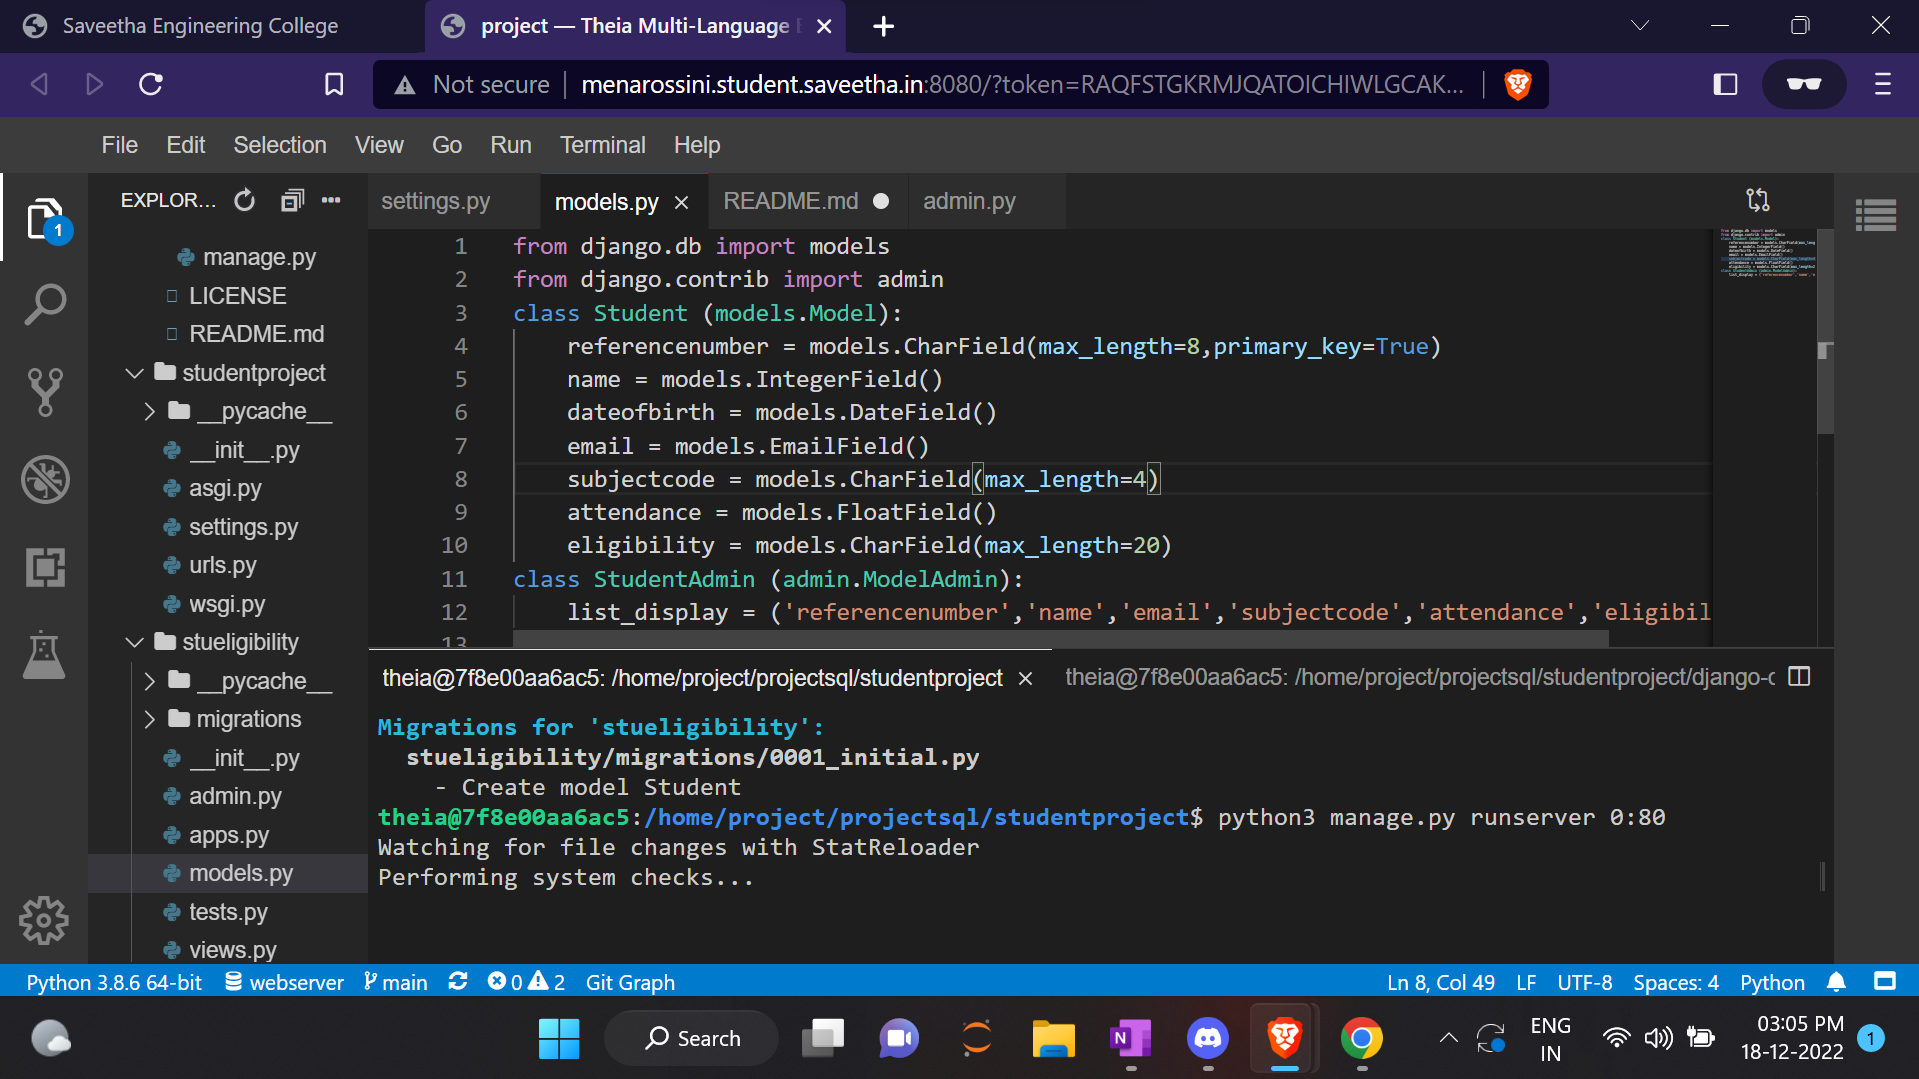 Saveetha Engineering College
project — Theia Multi-Language
Not secure
menarossini.student.saveetha.in:8080/?token=RAQFSTGKRMJQATOICHIWLGCAK...
File Edit Selection View Go Run Terminal Help
EXPLOR...
settings.py
models.py
README.md
admin.py
1
manage.py
LICENSE
README.md
studentproject
__pycache__
__init__.py
asgi.py
settings.py
urls.py
wsgi.py
stueligibility
__pycache__
migrations
__init__.py
admin.py
apps.py
models.py
tests.py
views.py
1 from django.db import models
2 from django.contrib import admin
3 class Student (models.Model):
4 referencenumber = models.CharField(max_length=8,primary_key=True)
5 name = models.IntegerField()
6 dateofbirth = models.DateField()
7 email = models.EmailField()
8 subjectcode = models.CharField(max_length=4)
9 attendance = models.FloatField()
10 eligibility = models.CharField(max_length=20)
11 class StudentAdmin (admin.ModelAdmin):
12 list_display = ('referencenumber','name','email','subjectcode','attendance','eligibil
13
theia@7f8e00aa6ac5: /home/project/projectsql/studentproject
theia@7f8e00aa6ac5: /home/project/projectsql/studentproject/django-c
Migrations for 'stueligibility':
stueligibility/migrations/0001_initial.py
- Create model Student
theia@7f8e00aa6ac5:/home/project/projectsql/studentproject$ python3 manage.py runserver 0:80
Watching for file changes with StatReloader
Performing system checks...
Python 3.8.6 64-bit webserver main 0 2 Git Graph
Ln 8, Col 49 LF UTF-8 Spaces: 4 Python
Search
ENG
IN
03:05 PM
18-12-2022
1